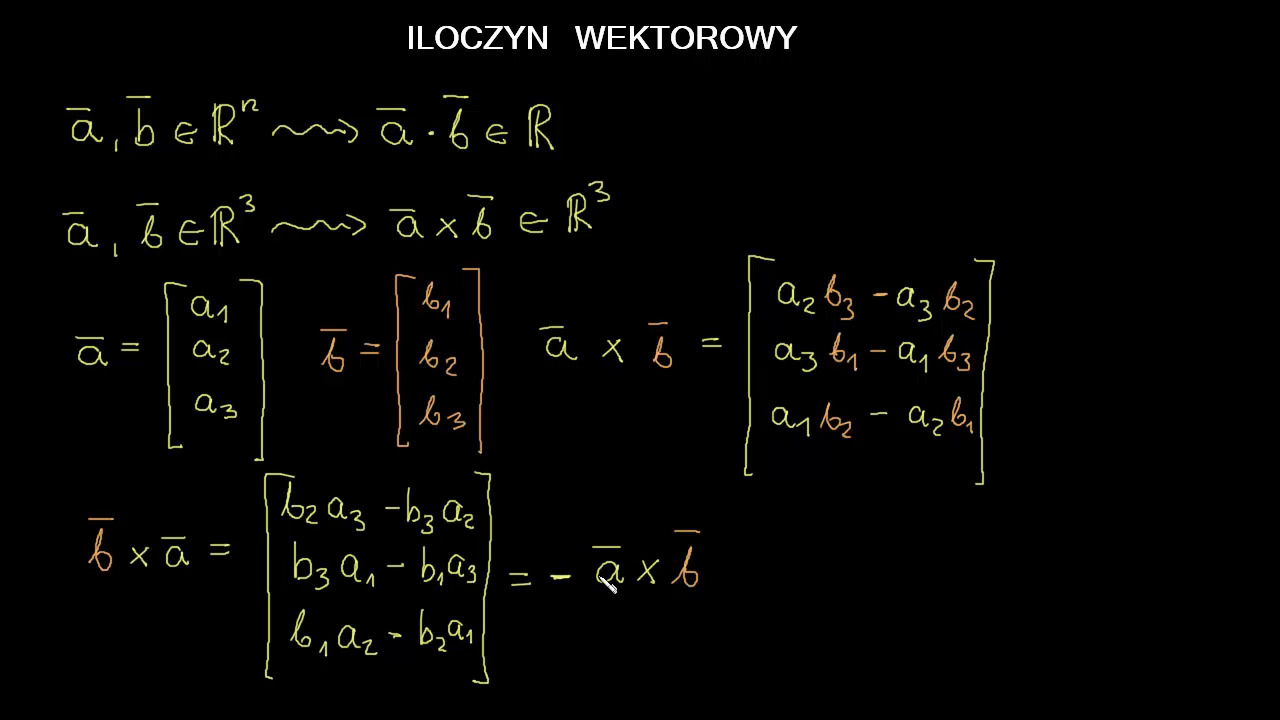 ILOCZYN WEKTOROWY
a̅, b̅ ∈ ℝⁿ ⟿ a̅ · b̅ ∈ ℝ
a̅, b̅ ∈ ℝ³ ⟿ a̅ × b̅ ∈ ℝ³
a̅ = [a₁ a₂ a₃] b̅ = [b₁ b₂ b₃] a̅ × b̅ = [a₂b₃ − a₃b₂ a₃b₁ − a₁b₃ a₁b₂ − a₂b₁]
b̅ × a̅ = [b₂a₃ − b₃a₂ b₃a₁ − b₁a₃ b₁a₂ − b₂a₁] = − a̅ × b̅